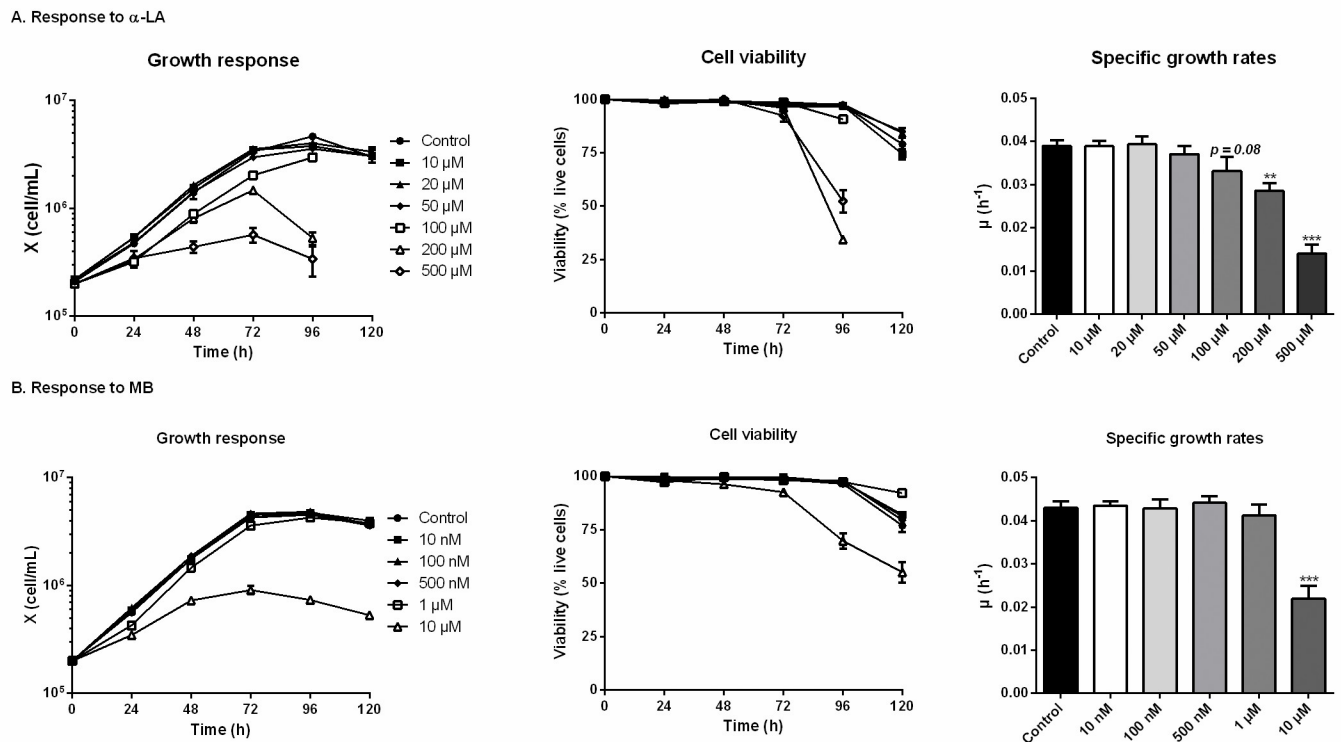 A. Response to α-LA
Growth response
10⁷
10⁶
10⁵
X (cell/mL)
0 24 48 72 96 120
Time (h)
Control
10 µM
20 µM
50 µM
100 µM
200 µM
500 µM
Cell viability
100
75
50
25
0
Viability (% live cells)
0 24 48 72 96 120
Time (h)
Specific growth rates
0.05
0.04
0.03
0.02
0.01
0.00
µ (h⁻¹)
p = 0.08
**
***
Control 10 µM 20 µM 50 µM 100 µM 200 µM 500 µM
B. Response to MB
Growth response
10⁷
10⁶
10⁵
X (cell/mL)
0 24 48 72 96 120
Time (h)
Control
10 nM
100 nM
500 nM
1 µM
10 µM
Cell viability
100
75
50
25
0
Viability (% live cells)
0 24 48 72 96 120
Time (h)
Specific growth rates
0.05
0.04
0.03
0.02
0.01
0.00
µ (h⁻¹)
***
Control 10 nM 100 nM 500 nM 1 µM 10 µM